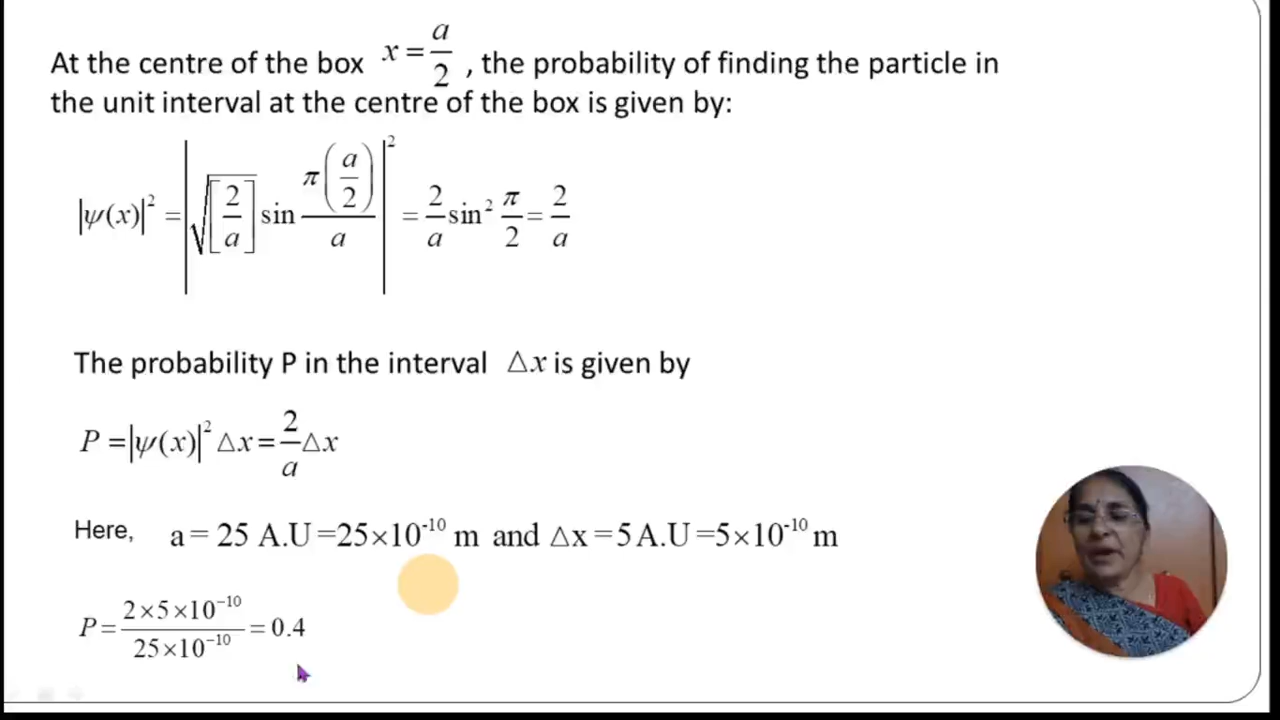 At the centre of the box x = a/2 , the probability of finding the particle in
the unit interval at the centre of the box is given by:
|ψ(x)|² = |√[2/a] sin π(a/2)/a|² = 2/a sin² π/2 = 2/a
The probability P in the interval △x is given by
P = |ψ(x)|² △x = 2/a △x
Here, a = 25 A.U = 25×10⁻¹⁰ m and △x = 5 A.U = 5×10⁻¹⁰ m
P = 2×5×10⁻¹⁰/25×10⁻¹⁰ = 0.4